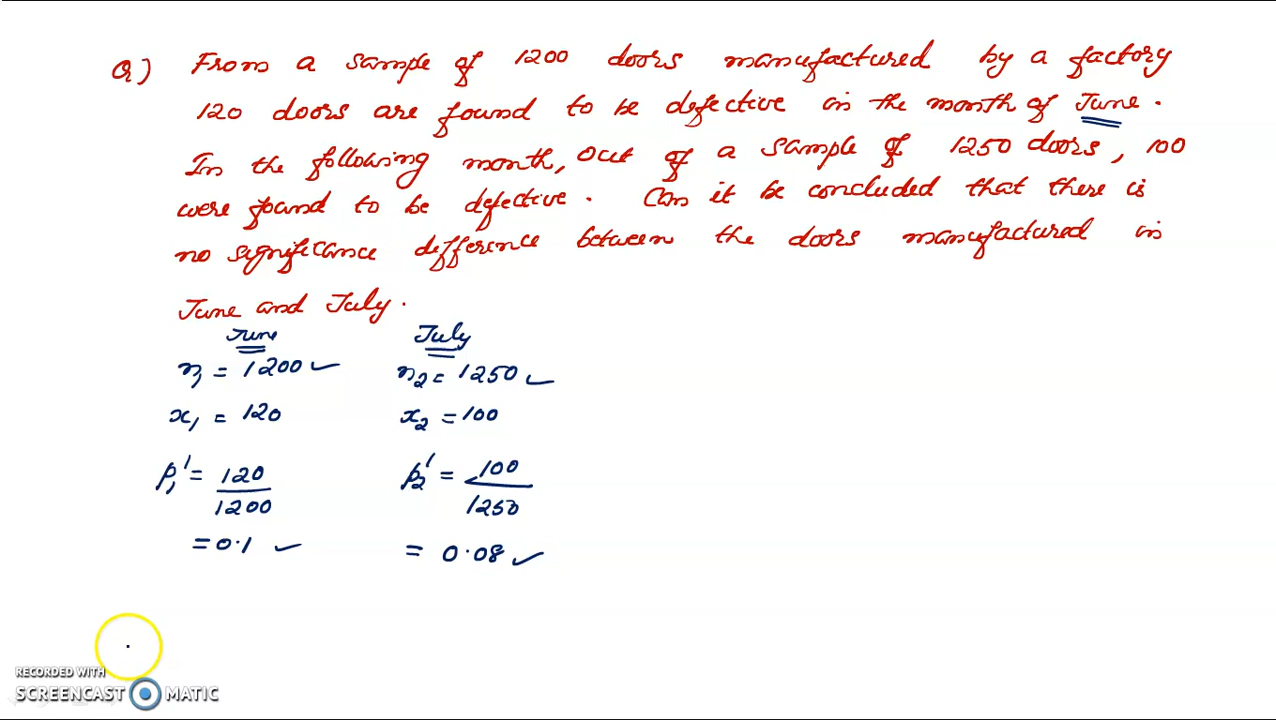 Q) From a sample of 1200 doors manufactured by a factory
120 doors are found to be defective in the month of June.
In the following month, out of a sample of 1250 doors, 100
were found to be defective. Can it be concluded that there is
no significance difference between the doors manufactured in
June and July.
June July
n₁ = 1200 ✓ n₂ = 1250 ✓
x₁ = 120 x₂ = 100
p₁' = 120/1200 p₂' = 100/1250
= 0.1 ✓ = 0.08 ✓
RECORDED WITH
SCREENCAST MATIC